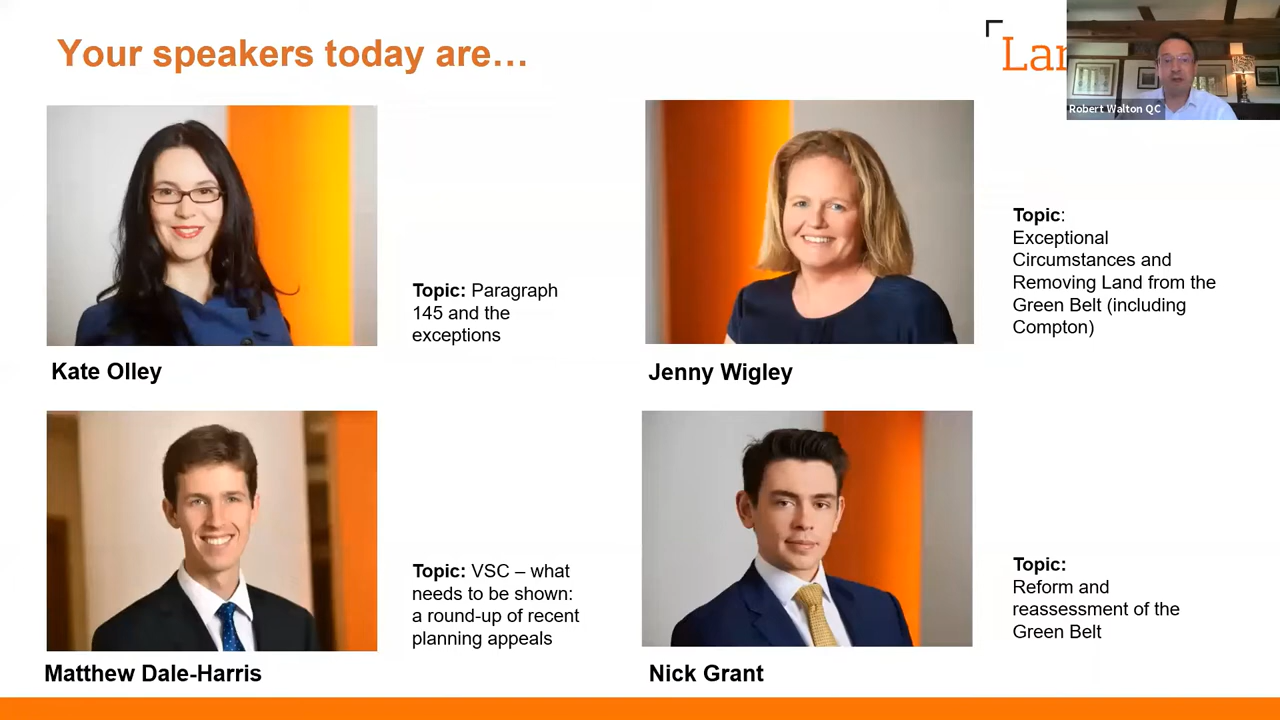 Your speakers today are…
Robert Walton QC
Topic: Paragraph
145 and the
exceptions
Kate Olley
Topic:
Exceptional
Circumstances and
Removing Land from the
Green Belt (including
Compton)
Jenny Wigley
Topic: VSC – what
needs to be shown:
a round-up of recent
planning appeals
Matthew Dale-Harris
Topic:
Reform and
reassessment of the
Green Belt
Nick Grant